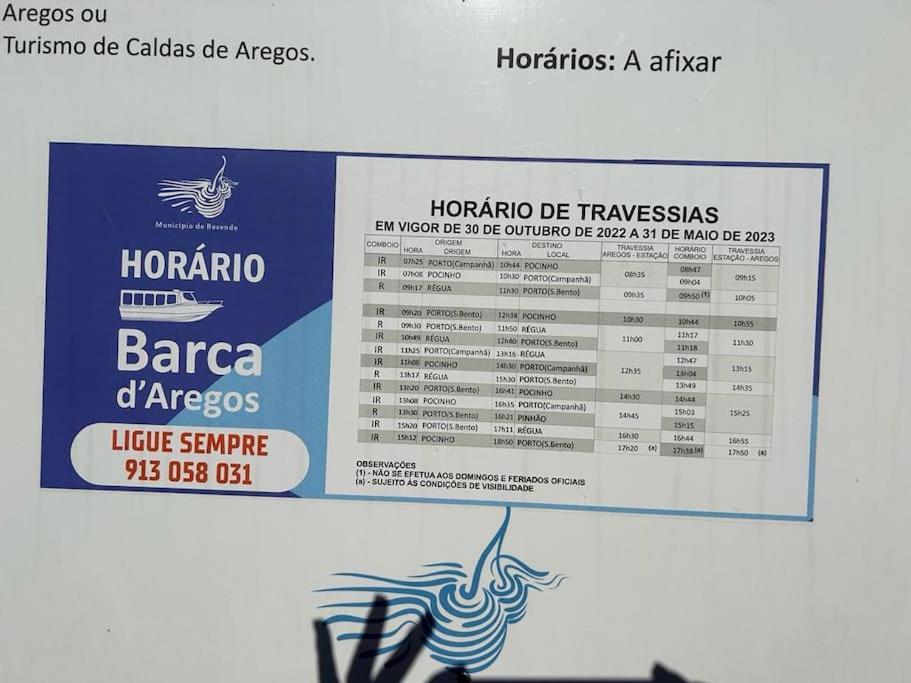 Aregos ou
Turismo de Caldas de Aregos.
Horários: A afixar
Município de Resende
HORÁRIO
Barca
d'Aregos
LIGUE SEMPRE
913 058 031
HORÁRIO DE TRAVESSIAS
EM VIGOR DE 30 DE OUTUBRO DE 2022 A 31 DE MAIO DE 2023
COMBOIO ORIGEM DESTINO TRAVESSIA HORÁRIO TRAVESSIA
HORA ORIGEM HORA LOCAL AREGOS - ESTAÇÃO COMBOIO ESTAÇÃO - AREGOS
IR 07h25 PORTO(Campanhã) 10h44 POCINHO 08h35 08h47 09h15
IR 07h08 POCINHO 10h30 PORTO(Campanhã) 09h04
R 09h17 RÉGUA 11h30 PORTO(S.Bento) 09h35 09h50 (1) 10h05
IR 09h20 PORTO(S.Bento) 12h38 POCINHO 10h30 10h44 10h55
R 09h30 PORTO(S.Bento) 11h50 RÉGUA 11h00 11h17 11h30
IR 10h49 RÉGUA 12h40 PORTO(S.Bento) 11h18
IR 11h25 PORTO(Campanhã) 13h16 RÉGUA 12h35 12h47 13h15
IR 11h08 POCINHO 14h30 PORTO(Campanhã) 13h04
R 13h17 RÉGUA 15h30 PORTO(S.Bento) 13h49 14h35
IR 13h20 PORTO(S.Bento) 16h41 POCINHO 14h30 14h44 15h25
IR 13h08 POCINHO 16h35 PORTO(Campanhã) 14h45 15h03
R 13h30 PORTO(S.Bento) 16h21 PINHÃO 15h15
IR 15h20 PORTO(S.Bento) 17h11 RÉGUA 16h30 16h44 16h55
IR 15h12 POCINHO 18h50 PORTO(S.Bento) 17h20 (a) 17h38 (a) 17h50 (a)
OBSERVAÇÕES
(1) - NÃO SE EFETUA AOS DOMINGOS E FERIADOS OFICIAIS
(a) - SUJEITO ÀS CONDIÇÕES DE VISIBILIDADE